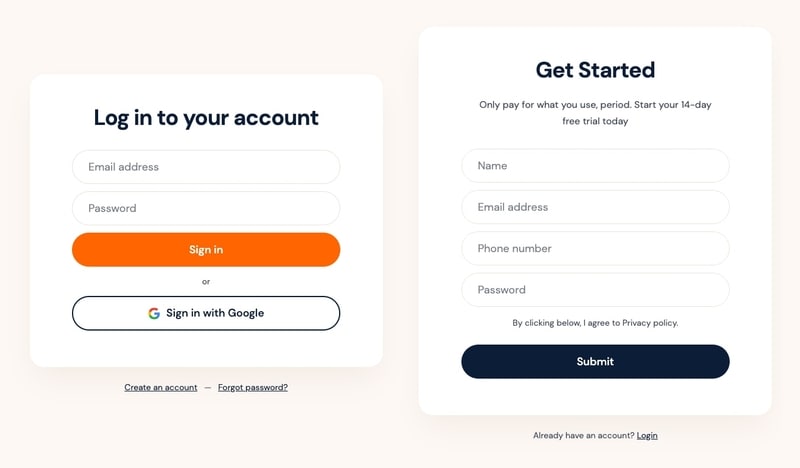 Log in to your account
Email address
Password
Sign in
or
Sign in with Google
Create an account — Forgot password?
Get Started
Only pay for what you use, period. Start your 14-day
free trial today
Name
Email address
Phone number
Password
By clicking below, I agree to Privacy policy.
Submit
Already have an account? Login